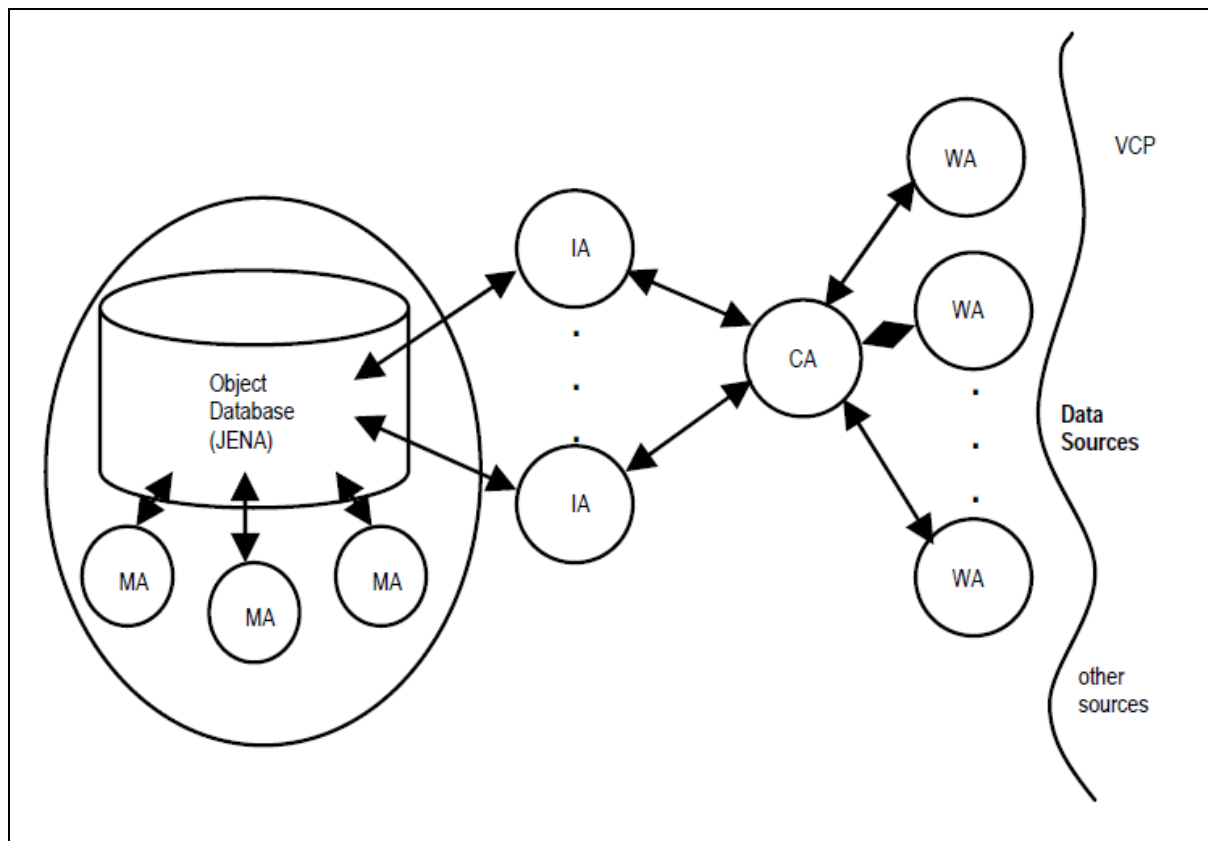 WA
VCP
IA
WA
CA
Object
Database
(JENA)
Data
Sources
IA
MA
MA
MA
WA
other
sources